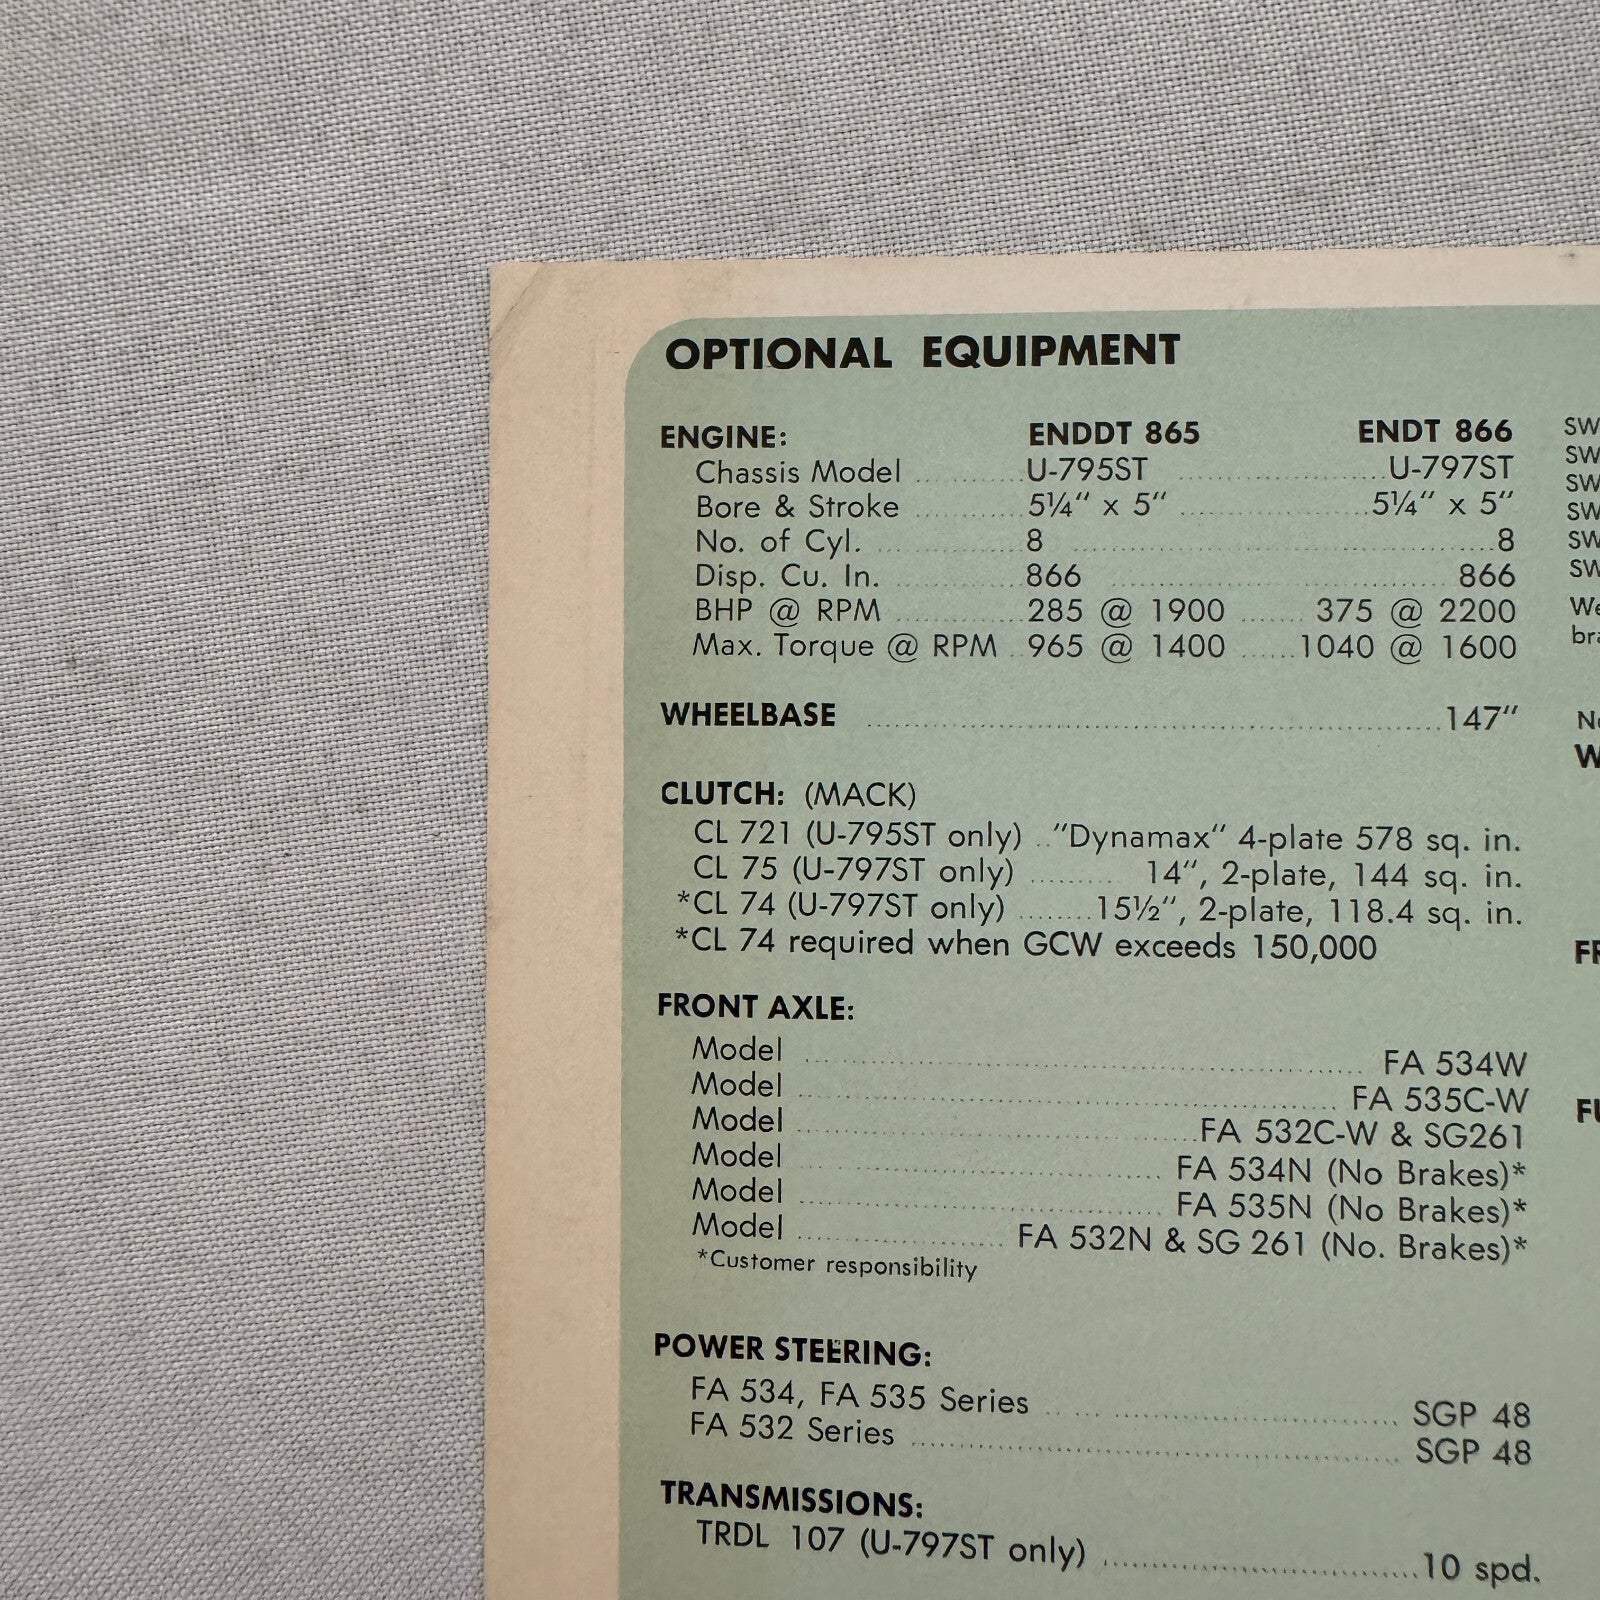 OPTIONAL EQUIPMENT
ENGINE: ENDDT 865 ENDT 866
Chassis Model U-795ST U-797ST
Bore & Stroke 5¼" x 5" 5¼" x 5"
No. of Cyl. 8 8
Disp. Cu. In. 866 866
BHP @ RPM 285 @ 1900 375 @ 2200
Max. Torque @ RPM 965 @ 1400 1040 @ 1600
WHEELBASE 147"
CLUTCH: (MACK)
CL 721 (U-795ST only) "Dynamax" 4-plate 578 sq. in.
CL 75 (U-797ST only) 14", 2-plate, 144 sq. in.
*CL 74 (U-797ST only) 15½", 2-plate, 118.4 sq. in.
*CL 74 required when GCW exceeds 150,000
FRONT AXLE:
Model FA 534W
Model FA 535C-W
Model FA 532C-W & SG261
Model FA 534N (No Brakes)*
Model FA 535N (No Brakes)*
Model FA 532N & SG 261 (No. Brakes)*
*Customer responsibility
POWER STEERING:
FA 534, FA 535 Series SGP 48
FA 532 Series SGP 48
TRANSMISSIONS:
TRDL 107 (U-797ST only) 10 spd.
SW
SW
SW
SW
SW
SW